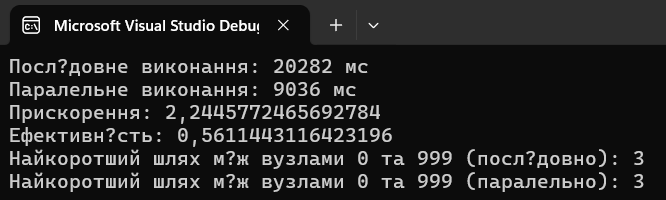 Microsoft Visual Studio Debug
Посл?довне виконання: 20282 мс
Паралельне виконання: 9036 мс
Прискорення: 2,2445772465692784
Ефективн?сть: 0,5611443116423196
Найкоротший шлях м?ж вузлами 0 та 999 (посл?довно): 3
Найкоротший шлях м?ж вузлами 0 та 999 (паралельно): 3